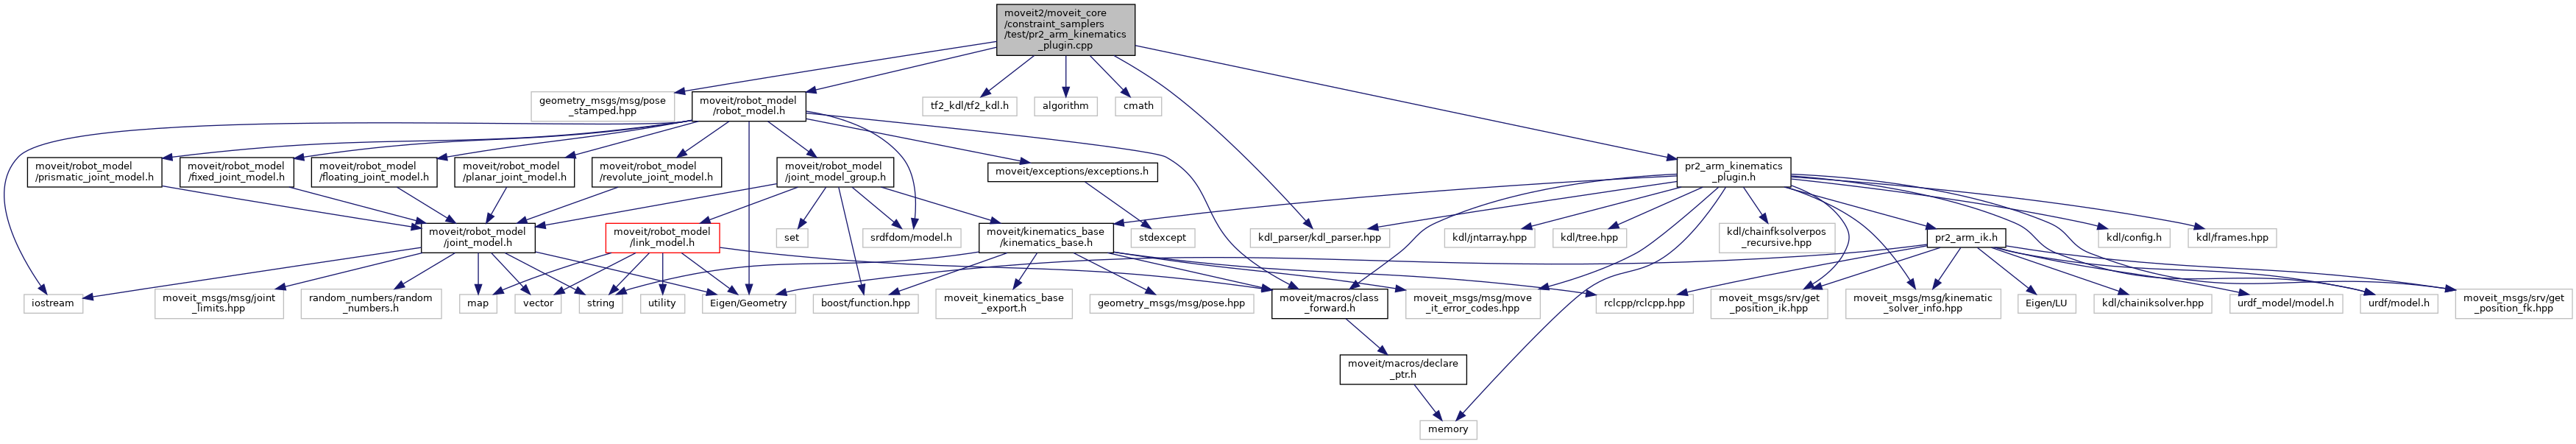 moveit2/moveit_core
/constraint_samplers
/test/pr2_arm_kinematics
_plugin.cpp
geometry_msgs/msg/pose
_stamped.hpp
moveit/robot_model
/robot_model.h
tf2_kdl/tf2_kdl.h
algorithm
cmath
moveit/robot_model
/prismatic_joint_model.h
moveit/robot_model
/fixed_joint_model.h
moveit/robot_model
/floating_joint_model.h
moveit/robot_model
/planar_joint_model.h
moveit/robot_model
/revolute_joint_model.h
moveit/robot_model
/joint_model_group.h
moveit/exceptions/exceptions.h
pr2_arm_kinematics
_plugin.h
moveit/robot_model
/joint_model.h
moveit/robot_model
/link_model.h
set
srdfdom/model.h
moveit/kinematics_base
/kinematics_base.h
stdexcept
kdl_parser/kdl_parser.hpp
kdl/jntarray.hpp
kdl/tree.hpp
kdl/chainfksolverpos
_recursive.hpp
pr2_arm_ik.h
kdl/config.h
kdl/frames.hpp
iostream
moveit_msgs/msg/joint
_limits.hpp
random_numbers/random
_numbers.h
map
vector
string
utility
Eigen/Geometry
boost/function.hpp
moveit_kinematics_base
_export.h
geometry_msgs/msg/pose.hpp
moveit/macros/class
_forward.h
moveit_msgs/msg/move
_it_error_codes.hpp
rclcpp/rclcpp.hpp
moveit_msgs/srv/get
_position_ik.hpp
moveit_msgs/msg/kinematic
_solver_info.hpp
Eigen/LU
kdl/chainiksolver.hpp
urdf_model/model.h
urdf/model.h
moveit_msgs/srv/get
_position_fk.hpp
moveit/macros/declare
_ptr.h
memory